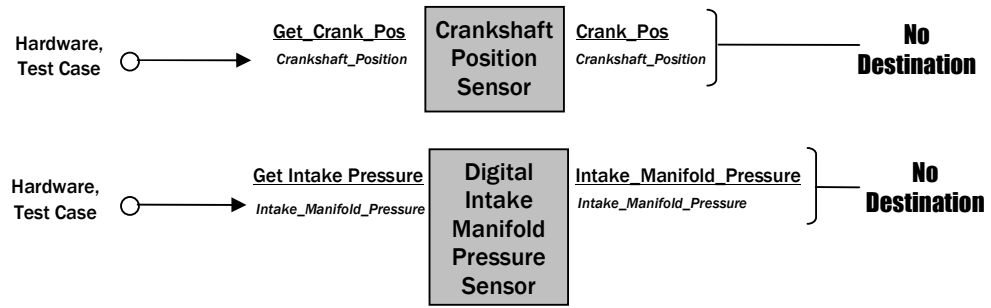 Hardware,
Test Case
Get_Crank_Pos
Crankshaft_Position
Crankshaft
Position
Sensor
Crank_Pos
Crankshaft_Position
No
Destination
Hardware,
Test Case
Get Intake Pressure
Intake_Manifold_Pressure
Digital
Intake
Manifold
Pressure
Sensor
Intake_Manifold_Pressure
Intake_Manifold_Pressure
No
Destination